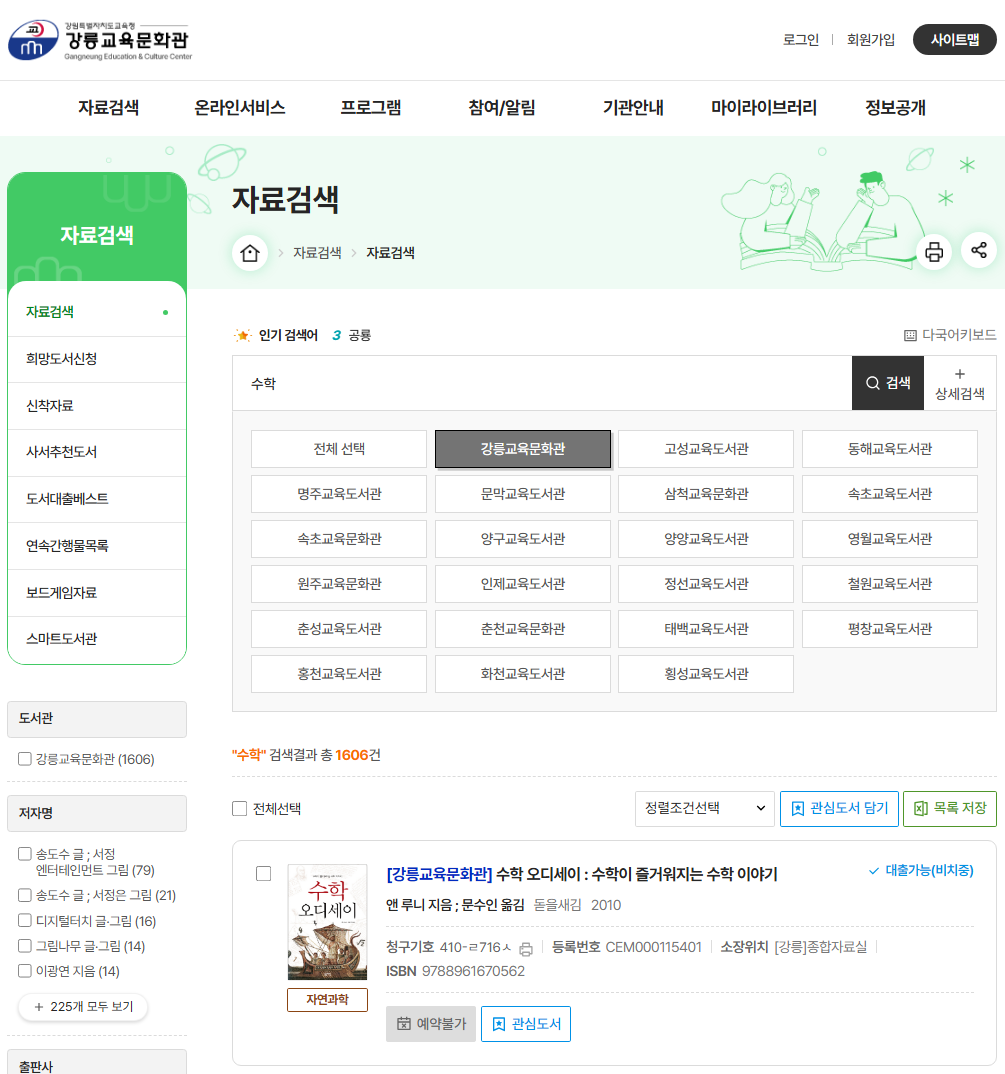 강원특별자치도교육청
강릉교육문화관
Gangneung Education & Culture Center
로그인
회원가입
사이트맵
자료검색
온라인서비스
프로그램
참여/알림
기관안내
마이라이브러리
정보공개
자료검색
자료검색
자료검색
희망도서신청
신착자료
사서추천도서
도서대출베스트
연속간행물목록
보드게임자료
스마트도서관
도서관
강릉교육문화관 (1606)
저자명
송도수 글 ; 서정
엔터테인먼트 그림 (79)
송도수 글 ; 서정은 그림 (21)
디지털터치 글·그림 (16)
그림나무 글·그림 (14)
이광연 지음 (14)
+ 225개 모두 보기
출판사
자료검색
자료검색
자료검색
인기 검색어 3 공룡
다국어키보드
수학
검색
+
상세검색
전체 선택
강릉교육문화관
고성교육도서관
동해교육도서관
명주교육도서관
문막교육도서관
삼척교육문화관
속초교육도서관
속초교육문화관
양구교육도서관
양양교육도서관
영월교육도서관
원주교육문화관
인제교육도서관
정선교육도서관
철원교육도서관
춘성교육도서관
춘천교육문화관
태백교육도서관
평창교육도서관
홍천교육도서관
화천교육도서관
횡성교육도서관
"수학" 검색결과 총 1606건
전체선택
정렬조건선택
관심도서 담기
목록 저장
수학
오디세이
자연과학
[강릉교육문화관] 수학 오디세이 : 수학이 즐거워지는 수학 이야기
대출가능(비치중)
앤 루니 지음 ; 문수인 옮김 돋을새김 2010
청구기호 410-ㄹ716ㅅ 등록번호 CEM000115401 소장위치 [강릉]종합자료실
ISBN 9788961670562
예약불가
관심도서